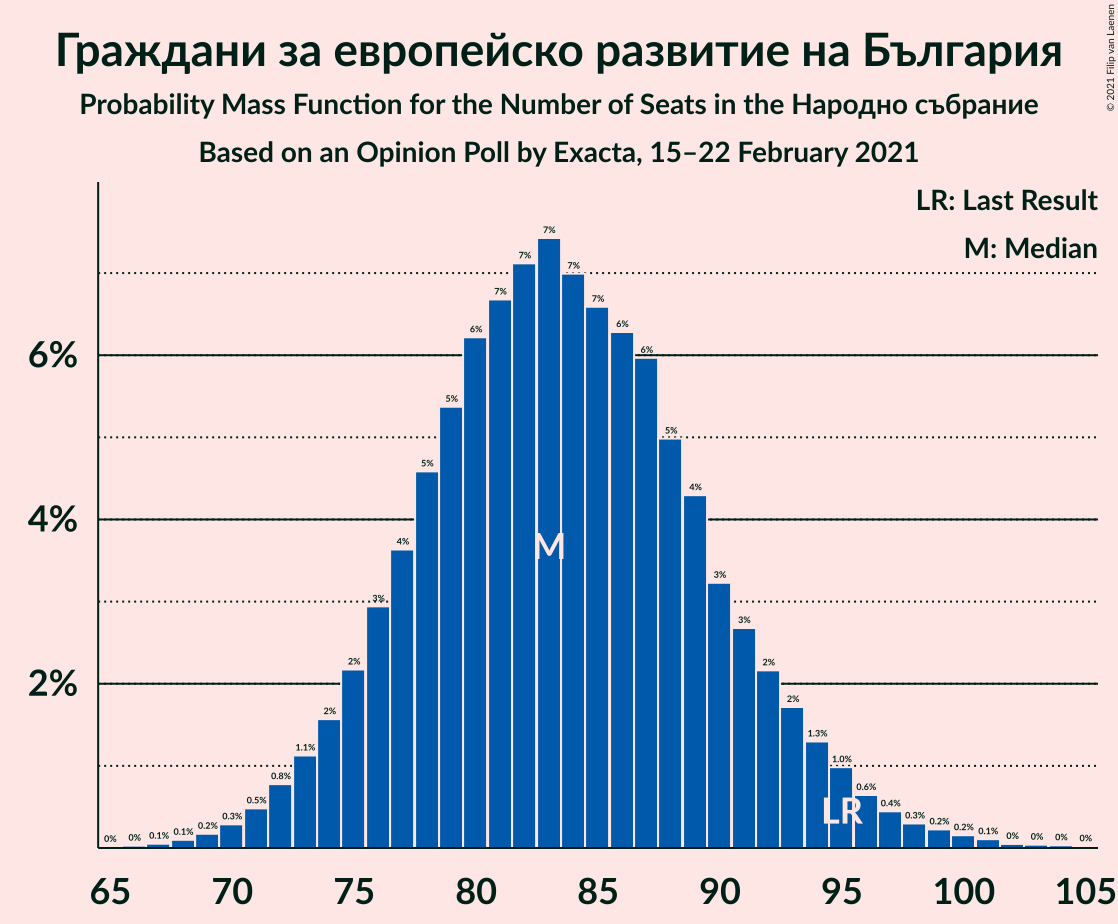 Граждани за европейско развитие на България
Probability Mass Function for the Number of Seats in the Народно събрание
Based on an Opinion Poll by Exacta, 15–22 February 2021
© 2021 Filip van Laenen
LR: Last Result
M: Median
6%
4%
2%
0% 0% 0.1% 0.1% 0.2% 0.3% 0.5% 0.8% 1.1% 2% 2% 3% 4% 5% 5% 6% 7% 7% 7% 7% 7% 6% 6% 5% 4% 3% 3% 2% 2% 1.3% 1.0% 0.6% 0.4% 0.3% 0.2% 0.2% 0.1% 0% 0% 0% 0%
M
LR
65 70 75 80 85 90 95 100 105